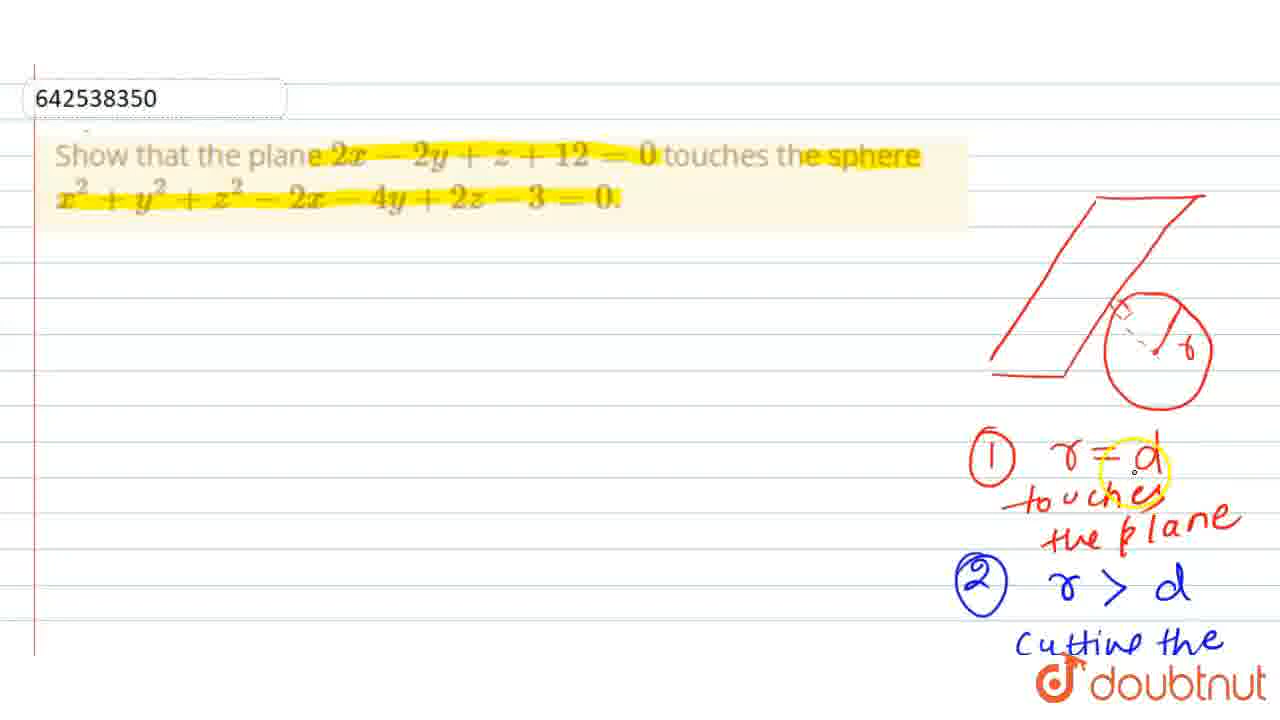 642538350
Show that the plane 2x − 2y + z + 12 = 0 touches the sphere
x² + y² + z² − 2x − 4y + 2z − 3 = 0.
r
1 r = d
touches
the plane
2 r > d
Cutting the
doubtnut